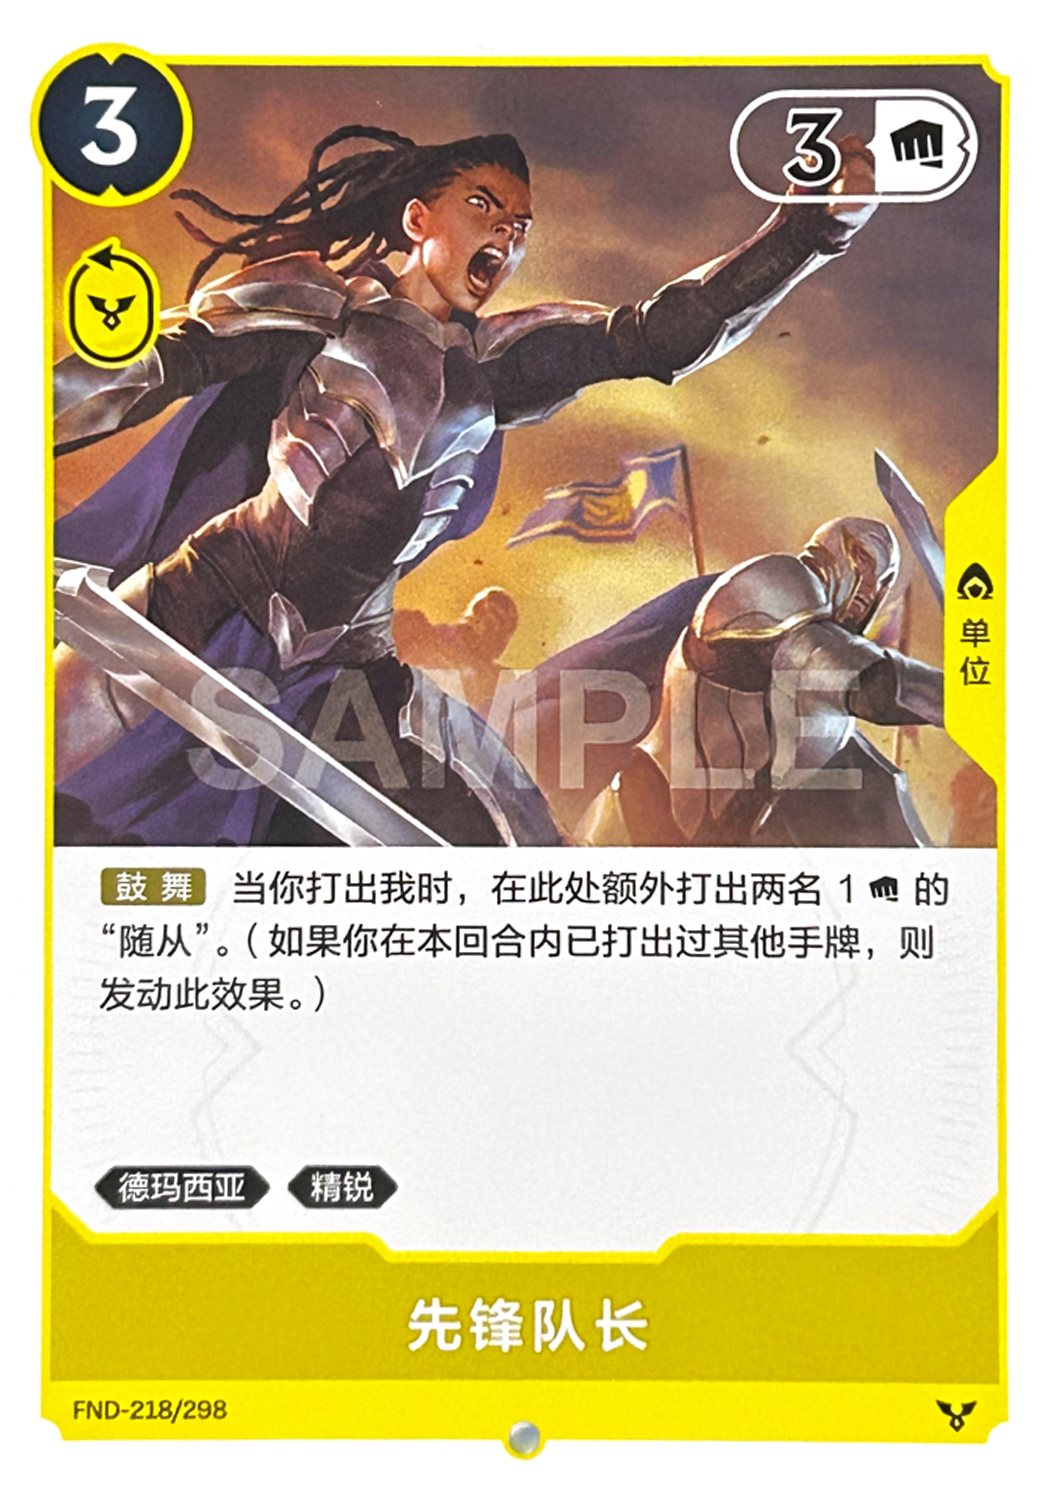 3
3
单位
SAMPLE
鼓舞 当你打出我时，在此处额外打出两名 1 的
“随从”。（如果你在本回合内已打出过其他手牌，则
发动此效果。）
德玛西亚 精锐
先锋队长
FND-218/298